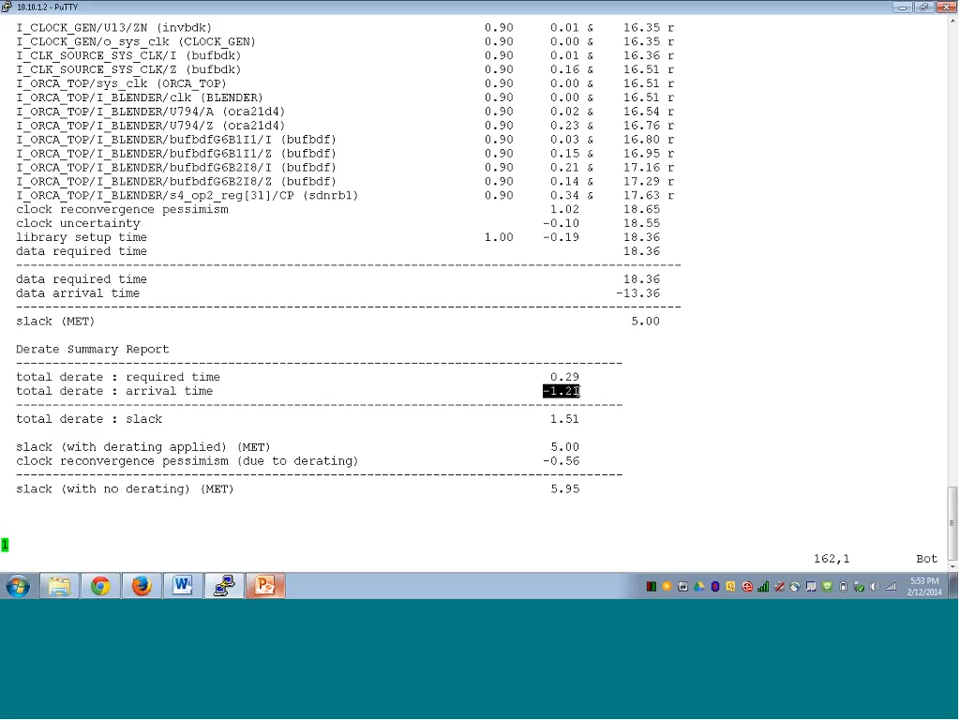 10.10.1.2 - PuTTY
I_CLOCK_GEN/U13/ZN (invbdk) 0.90 0.01 & 16.35 r
I_CLOCK_GEN/o_sys_clk (CLOCK_GEN) 0.90 0.00 & 16.35 r
I_CLK_SOURCE_SYS_CLK/I (bufbdk) 0.90 0.01 & 16.36 r
I_CLK_SOURCE_SYS_CLK/Z (bufbdk) 0.90 0.16 & 16.51 r
I_ORCA_TOP/sys_clk (ORCA_TOP) 0.90 0.00 & 16.51 r
I_ORCA_TOP/I_BLENDER/clk (BLENDER) 0.90 0.00 & 16.51 r
I_ORCA_TOP/I_BLENDER/U794/A (ora21d4) 0.90 0.02 & 16.54 r
I_ORCA_TOP/I_BLENDER/U794/Z (ora21d4) 0.90 0.23 & 16.76 r
I_ORCA_TOP/I_BLENDER/bufbdfG6B1I1/I (bufbdf) 0.90 0.03 & 16.80 r
I_ORCA_TOP/I_BLENDER/bufbdfG6B1I1/Z (bufbdf) 0.90 0.15 & 16.95 r
I_ORCA_TOP/I_BLENDER/bufbdfG6B2I8/I (bufbdf) 0.90 0.21 & 17.16 r
I_ORCA_TOP/I_BLENDER/bufbdfG6B2I8/Z (bufbdf) 0.90 0.14 & 17.29 r
I_ORCA_TOP/I_BLENDER/s4_op2_reg[31]/CP (sdnrb1) 0.90 0.34 & 17.63 r
clock reconvergence pessimism 1.02 18.65
clock uncertainty -0.10 18.55
library setup time 1.00 -0.19 18.36
data required time 18.36
data required time 18.36
data arrival time -13.36
slack (MET) 5.00
Derate Summary Report
total derate : required time 0.29
total derate : arrival time -1.21
total derate : slack 1.51
slack (with derating applied) (MET) 5.00
clock reconvergence pessimism (due to derating) -0.56
slack (with no derating) (MET) 5.95
162,1 Bot
5:53 PM
2/12/2014